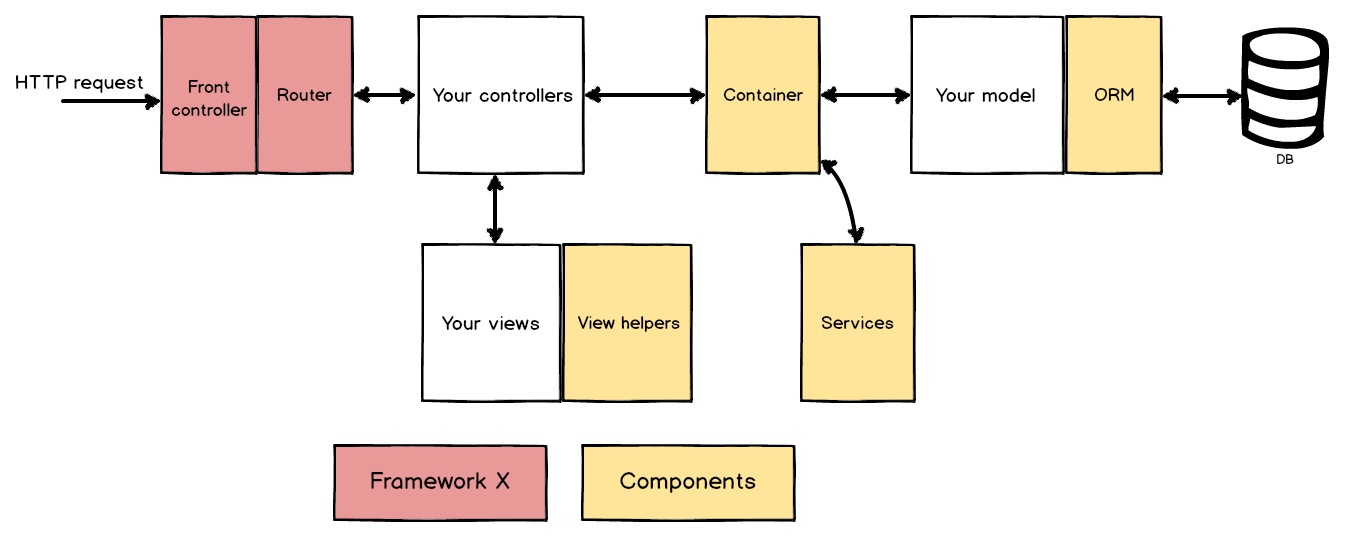 HTTP request
Front
controller
Router
Your controllers
Container
Your model
ORM
DB
Your views
View helpers
Services
Framework X
Components